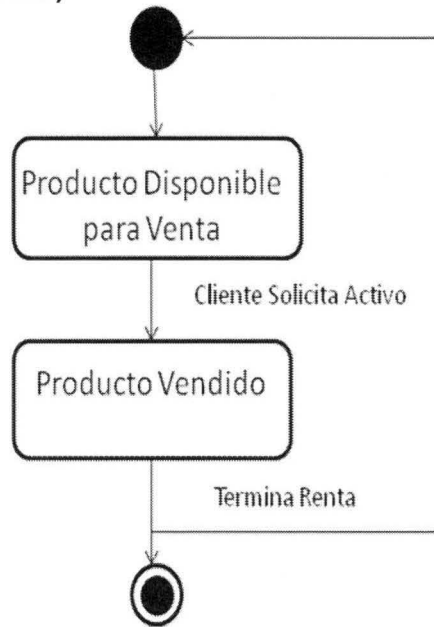 Producto Disponible
para Venta
Cliente Solicita Activo
Producto Vendido
Termina Renta